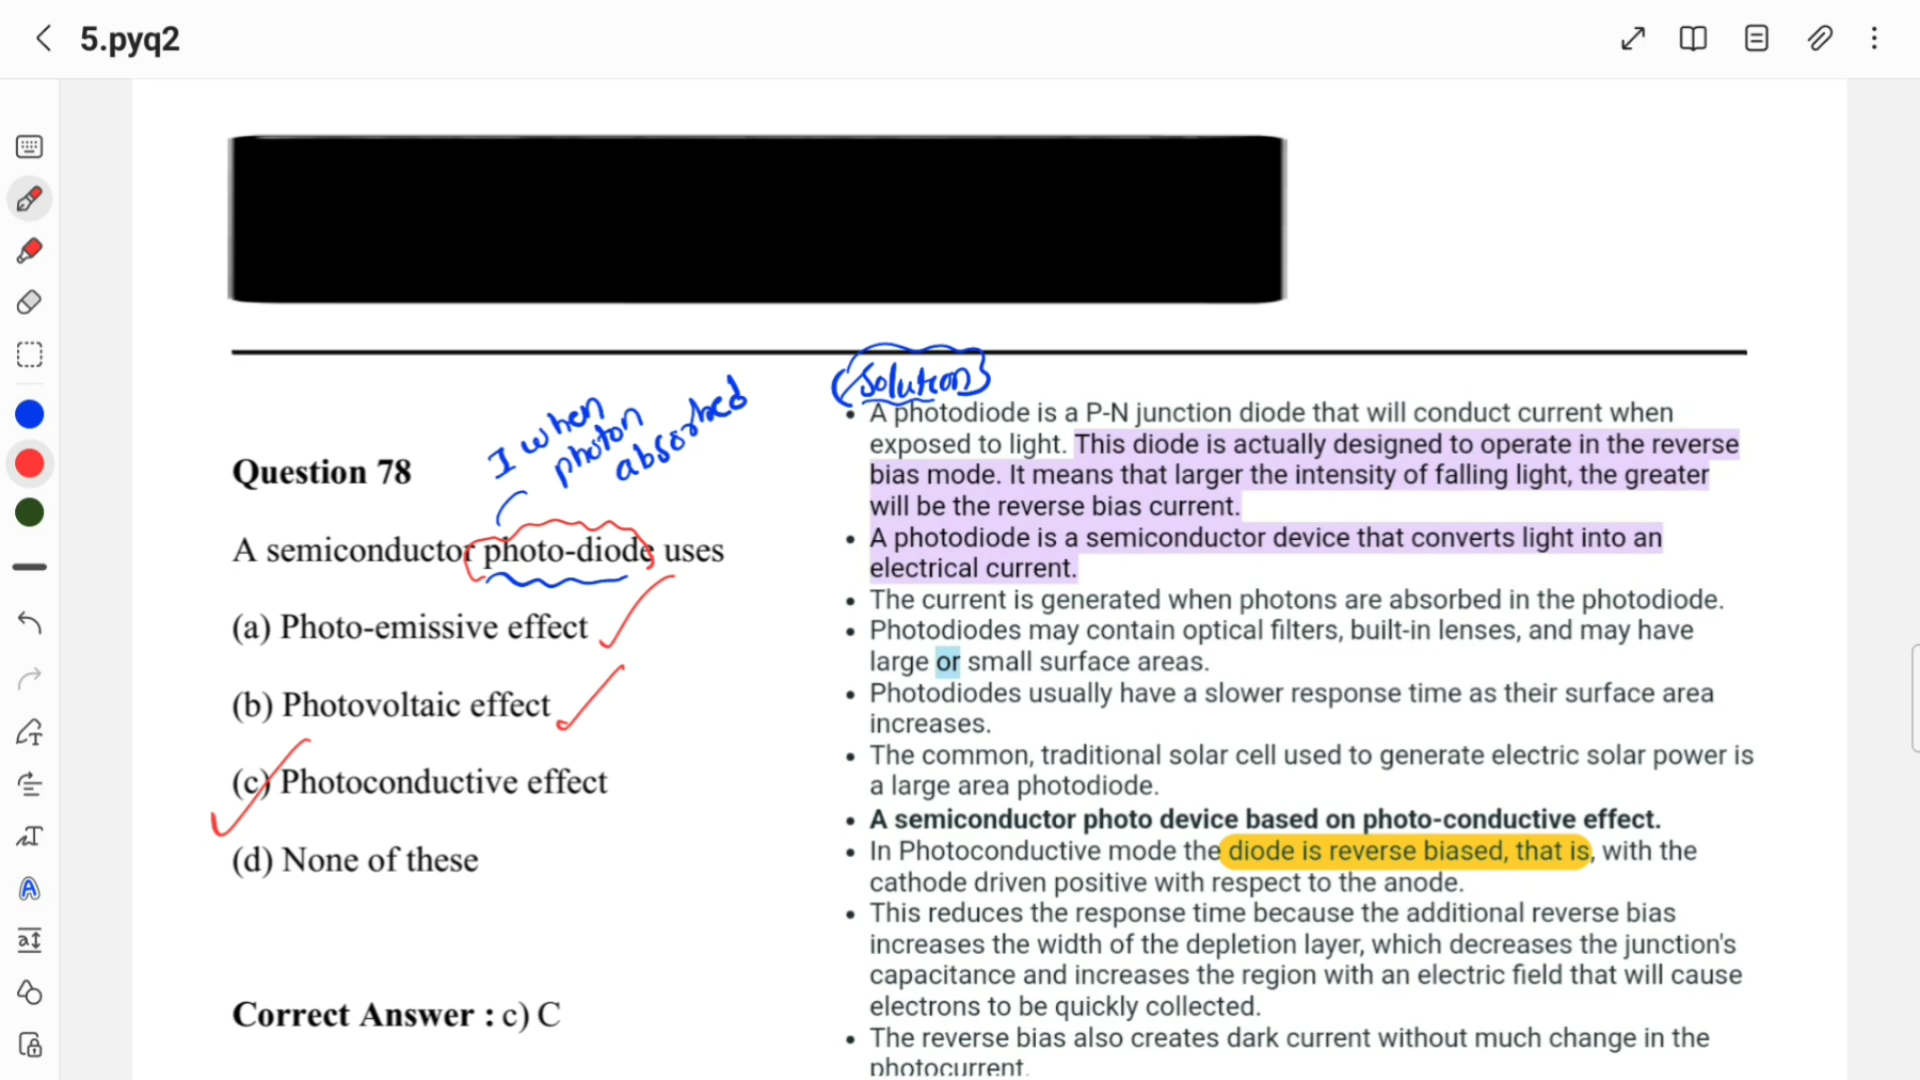 5.pyq2
I when
photon
absorbed
Question 78
A semiconductor photo-diode uses
(a) Photo-emissive effect
(b) Photovoltaic effect
(c) Photoconductive effect
(d) None of these
Correct Answer : c) C
(Solution)
• A photodiode is a P-N junction diode that will conduct current when
exposed to light. This diode is actually designed to operate in the reverse
bias mode. It means that larger the intensity of falling light, the greater
will be the reverse bias current.
• A photodiode is a semiconductor device that converts light into an
electrical current.
• The current is generated when photons are absorbed in the photodiode.
• Photodiodes may contain optical filters, built-in lenses, and may have
large or small surface areas.
• Photodiodes usually have a slower response time as their surface area
increases.
• The common, traditional solar cell used to generate electric solar power is
a large area photodiode.
• A semiconductor photo device based on photo-conductive effect.
• In Photoconductive mode the diode is reverse biased, that is, with the
cathode driven positive with respect to the anode.
• This reduces the response time because the additional reverse bias
increases the width of the depletion layer, which decreases the junction's
capacitance and increases the region with an electric field that will cause
electrons to be quickly collected.
• The reverse bias also creates dark current without much change in the
photocurrent.